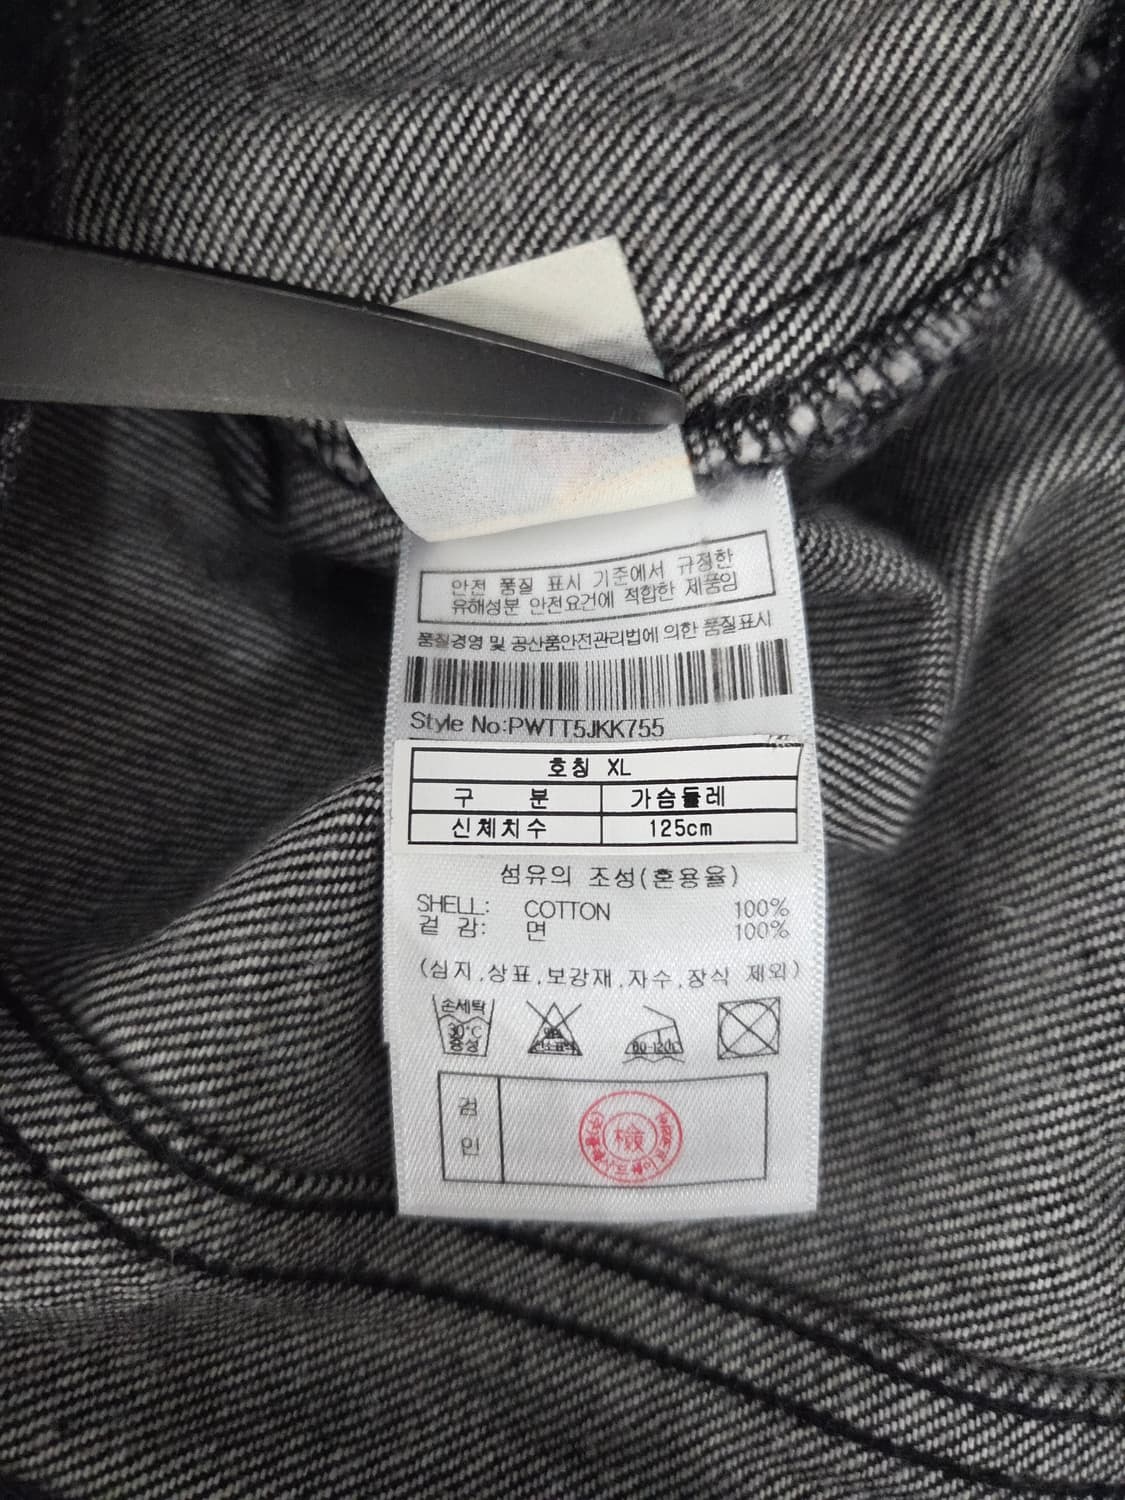 안전 품질 표시 기준에서 규정한
유해성분 안전요건에 적합한 제품임
품질경영 및 공산품안전관리법에 의한 품질표시
Style No:PWTT5JKK755
호칭 XL
구 분 가슴둘레
신체치수 125cm
섬유의 조성(혼용율)
SHELL: COTTON 100%
겉 감: 면 100%
(심지,상표,보강재,자수,장식 제외)
손세탁
30°C
중성
80-120°C
검
인
檢